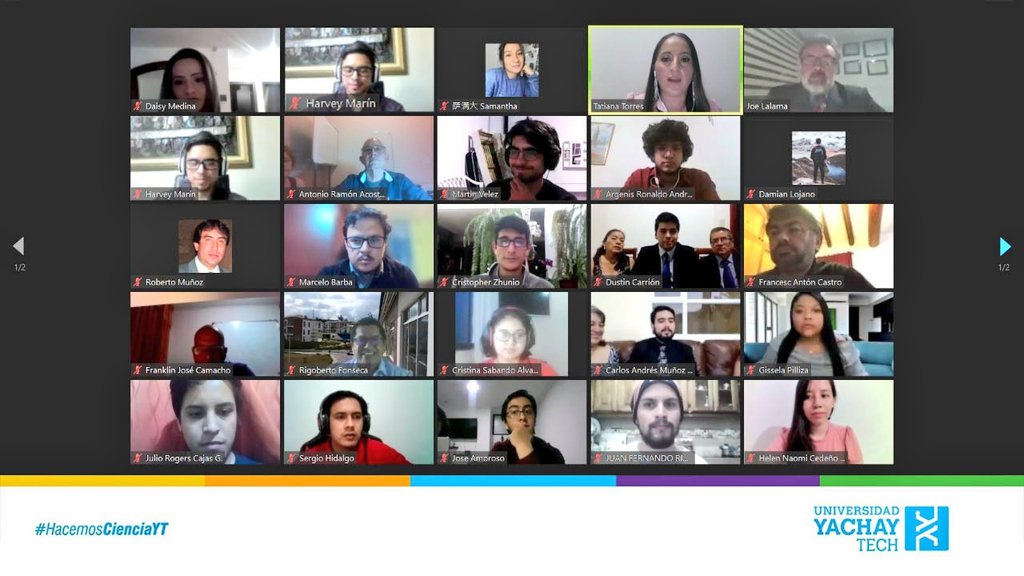 Daisy Medina
Harvey Marín
萨满大 Samantha
Tatiana Torres
Joe Lalama
Harvey Marín
Antonio Ramón Acost...
Martin Velez
Argenis Ronaldo Andr...
Damian Lojano
1/2
1/2
Roberto Muñoz
Marcelo Barba
Cristopher Zhunio
Dustin Carrión
Francesc Antón Castro
Franklin José Camacho
Rigoberto Fonseca
Cristina Sabando Alva...
Carlos Andrés Muñoz ...
Gissela Pilliza
Julio Rogers Cajas G.
Sergio Hidalgo
Jose Amoroso
JUAN FERNANDO RI...
Helen Naomi Cedeño ...
#HacemosCienciaYT
UNIVERSIDAD
YACHAY
TECH